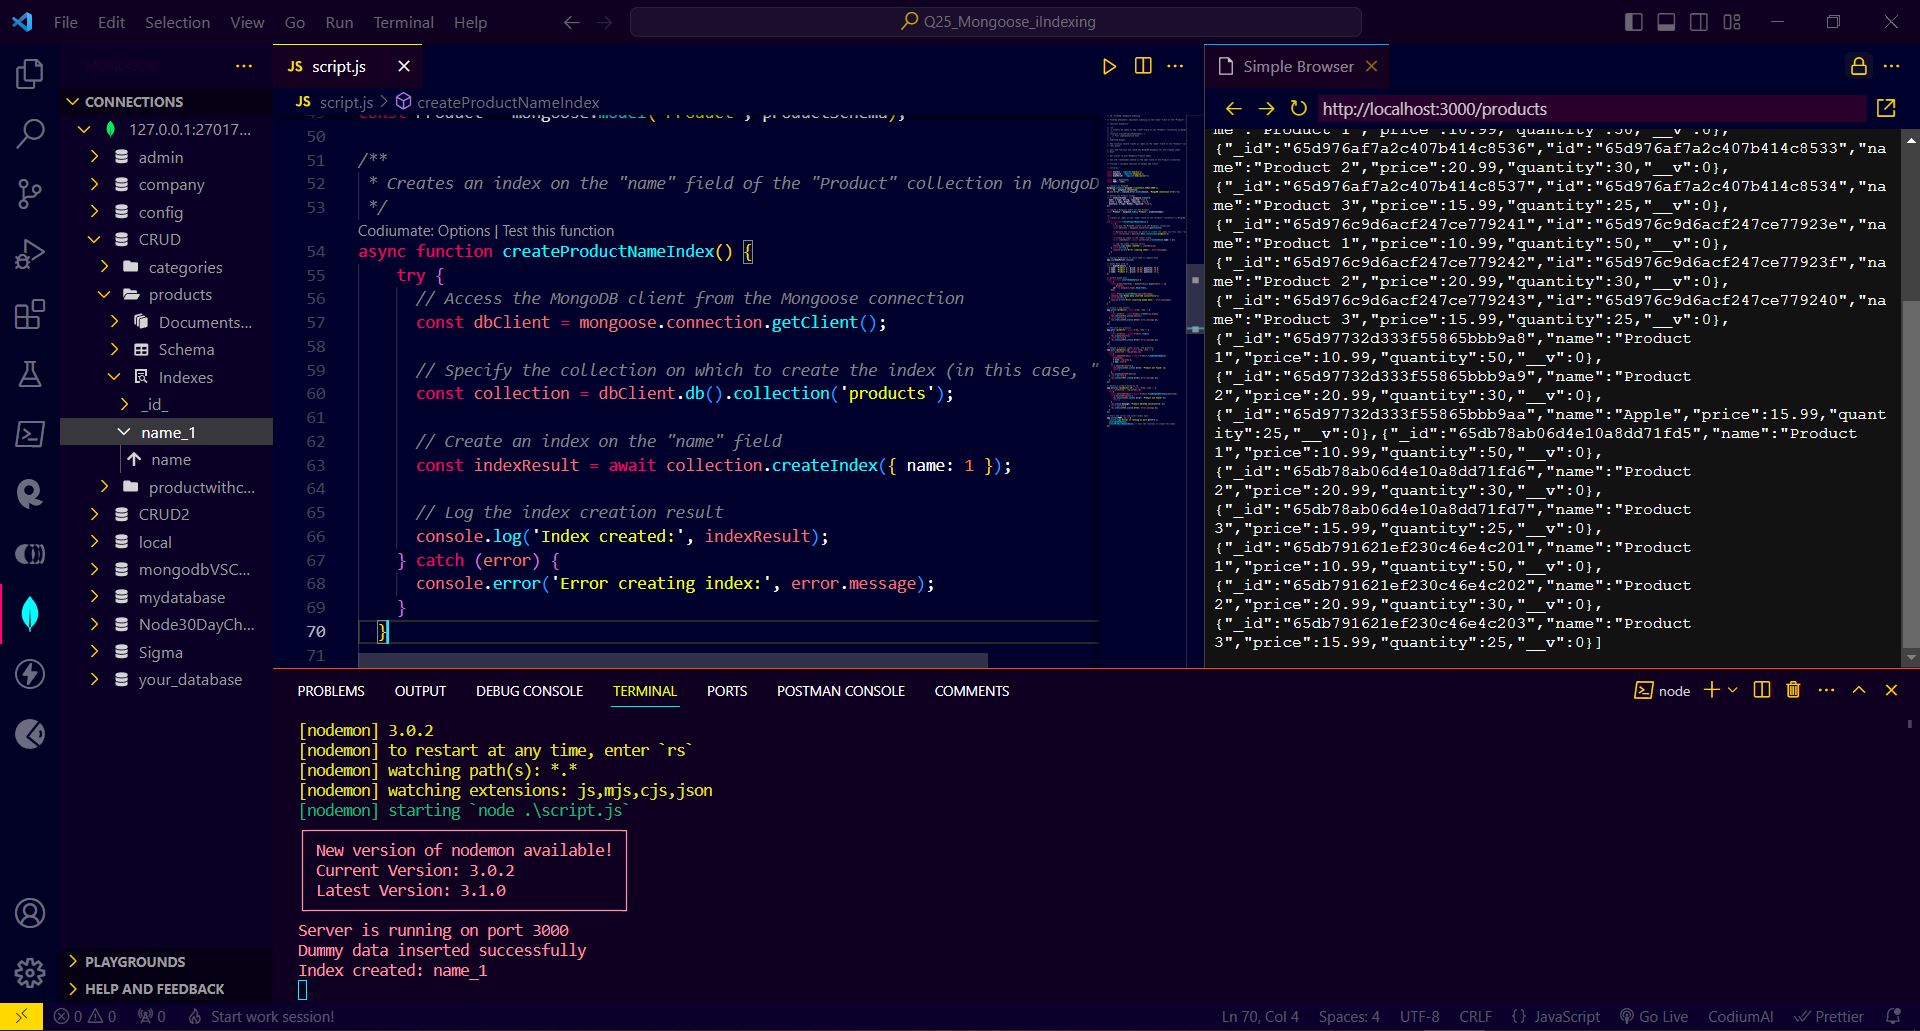 File Edit Selection View Go Run Terminal Help
Q25_Mongoose_iIndexing
MONGODB
CONNECTIONS
127.0.0.1:27017...
admin
company
config
CRUD
categories
products
Documents...
Schema
Indexes
_id_
name_1
name
productwithc...
CRUD2
local
mongodbVSC...
mydatabase
Node30DayCh...
Sigma
your_database
PLAYGROUNDS
HELP AND FEEDBACK
JS script.js
JS script.js > createProductNameIndex
const Product = mongoose.model('Product', productSchema);
50
51 /**
52 * Creates an index on the "name" field of the "Product" collection in MongoD
53 */
Codiumate: Options | Test this function
54 async function createProductNameIndex() {
55 try {
56 // Access the MongoDB client from the Mongoose connection
57 const dbClient = mongoose.connection.getClient();
58
59 // Specify the collection on which to create the index (in this case, "
60 const collection = dbClient.db().collection('products');
61
62 // Create an index on the "name" field
63 const indexResult = await collection.createIndex({ name: 1 });
64
65 // Log the index creation result
66 console.log('Index created:', indexResult);
67 } catch (error) {
68 console.error('Error creating index:', error.message);
69 }
70 }
71
Simple Browser
http://localhost:3000/products
me":"Product 1","price":10.99,"quantity":50,"__v":0},
{"_id":"65d976af7a2c407b414c8536","id":"65d976af7a2c407b414c8533","na
me":"Product 2","price":20.99,"quantity":30,"__v":0},
{"_id":"65d976af7a2c407b414c8537","id":"65d976af7a2c407b414c8534","na
me":"Product 3","price":15.99,"quantity":25,"__v":0},
{"_id":"65d976c9d6acf247ce779241","id":"65d976c9d6acf247ce77923e","na
me":"Product 1","price":10.99,"quantity":50,"__v":0},
{"_id":"65d976c9d6acf247ce779242","id":"65d976c9d6acf247ce77923f","na
me":"Product 2","price":20.99,"quantity":30,"__v":0},
{"_id":"65d976c9d6acf247ce779243","id":"65d976c9d6acf247ce779240","na
me":"Product 3","price":15.99,"quantity":25,"__v":0},
{"_id":"65d97732d333f55865bbb9a8","name":"Product
1","price":10.99,"quantity":50,"__v":0},
{"_id":"65d97732d333f55865bbb9a9","name":"Product
2","price":20.99,"quantity":30,"__v":0},
{"_id":"65d97732d333f55865bbb9aa","name":"Apple","price":15.99,"quant
ity":25,"__v":0},{"_id":"65db78ab06d4e10a8dd71fd5","name":"Product
1","price":10.99,"quantity":50,"__v":0},
{"_id":"65db78ab06d4e10a8dd71fd6","name":"Product
2","price":20.99,"quantity":30,"__v":0},
{"_id":"65db78ab06d4e10a8dd71fd7","name":"Product
3","price":15.99,"quantity":25,"__v":0},
{"_id":"65db791621ef230c46e4c201","name":"Product
1","price":10.99,"quantity":50,"__v":0},
{"_id":"65db791621ef230c46e4c202","name":"Product
2","price":20.99,"quantity":30,"__v":0},
{"_id":"65db791621ef230c46e4c203","name":"Product
3","price":15.99,"quantity":25,"__v":0}]
PROBLEMS OUTPUT DEBUG CONSOLE TERMINAL PORTS POSTMAN CONSOLE COMMENTS
node
[nodemon] 3.0.2
[nodemon] to restart at any time, enter `rs`
[nodemon] watching path(s): *.*
[nodemon] watching extensions: js,mjs,cjs,json
[nodemon] starting `node .\script.js`
New version of nodemon available!
Current Version: 3.0.2
Latest Version: 3.1.0
Server is running on port 3000
Dummy data inserted successfully
Index created: name_1
0 0 0 Start work session!
Ln 70, Col 4 Spaces: 4 UTF-8 CRLF {} JavaScript Go Live CodiumAI Prettier